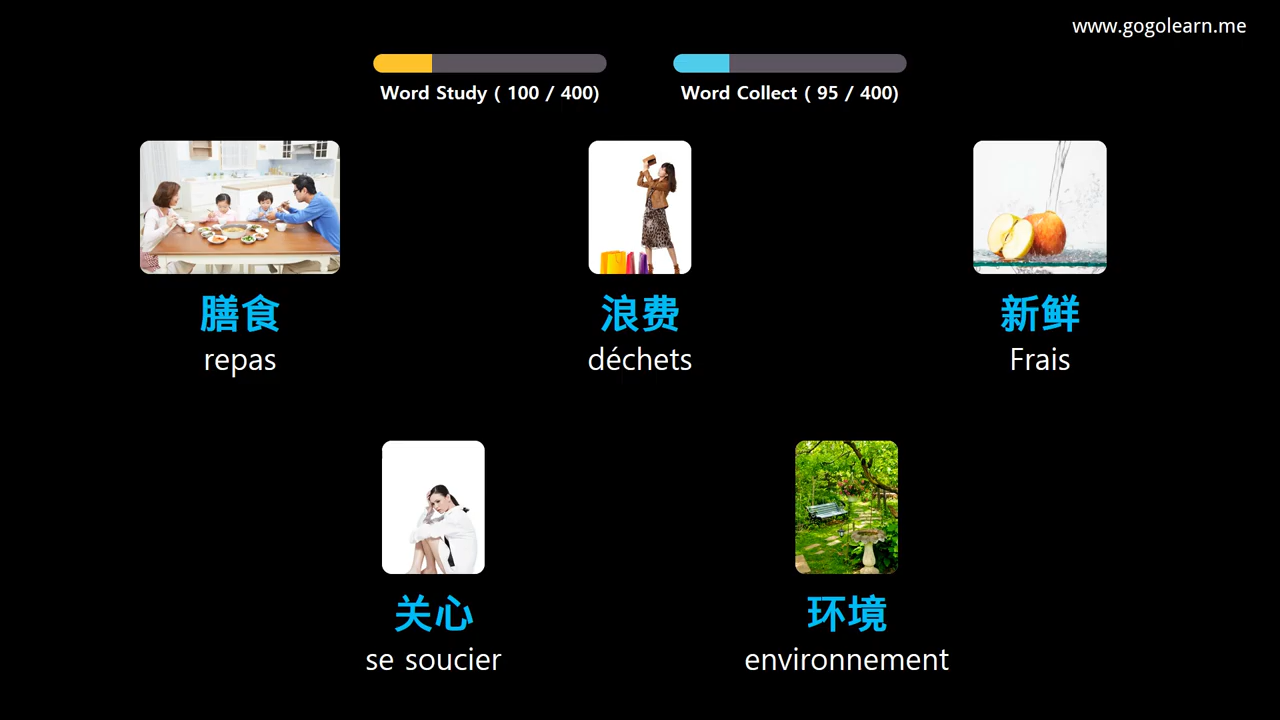 www.gogolearn.me
Word Study ( 100 / 400)
Word Collect ( 95 / 400)
膳食
repas
浪费
déchets
新鲜
Frais
关心
se soucier
环境
environnement